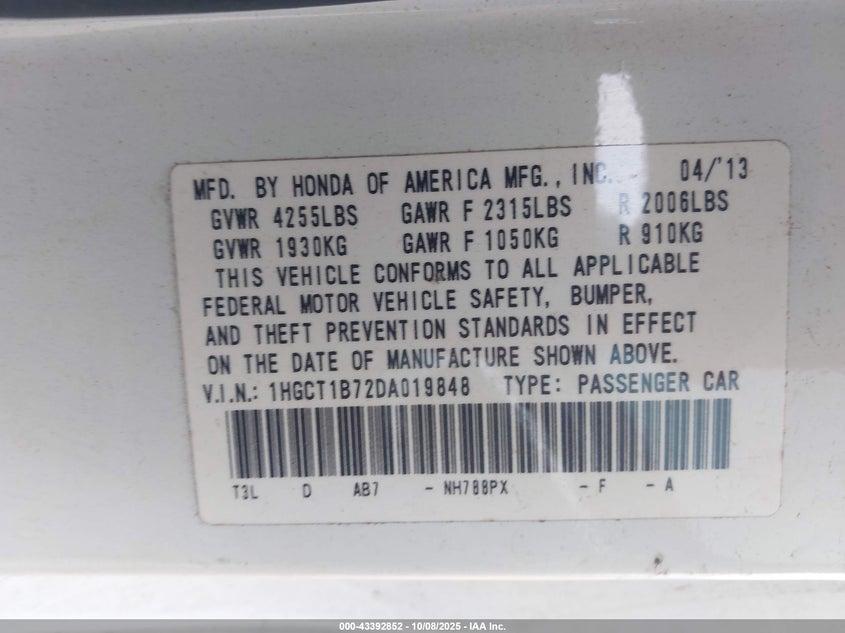 MFD. BY HONDA OF AMERICA MFG., INC. 04/'13
GVWR 4255LBS GAWR F 2315LBS R 2006LBS
GVWR 1930KG GAWR F 1050KG R 910KG
THIS VEHICLE CONFORMS TO ALL APPLICABLE
FEDERAL MOTOR VEHICLE SAFETY, BUMPER,
AND THEFT PREVENTION STANDARDS IN EFFECT
ON THE DATE OF MANUFACTURE SHOWN ABOVE.
V.I.N.: 1HGCT1B72DA019848 TYPE: PASSENGER CAR
T3L D AB7 - NH788PX - F - A
000-43392852 - 10/08/2025 - IAA Inc.